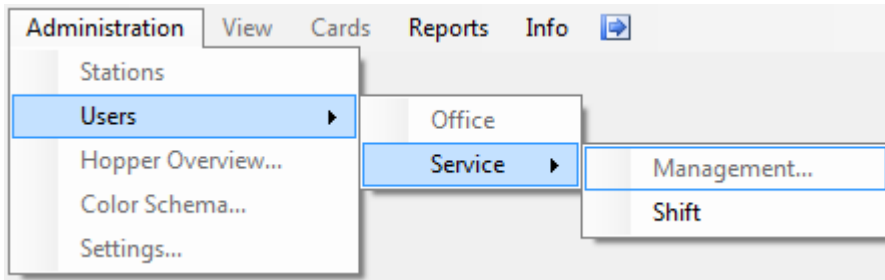 Administration View Cards Reports Info
Stations
Users
Office
Hopper Overview...
Service
Management...
Color Schema...
Shift
Settings...